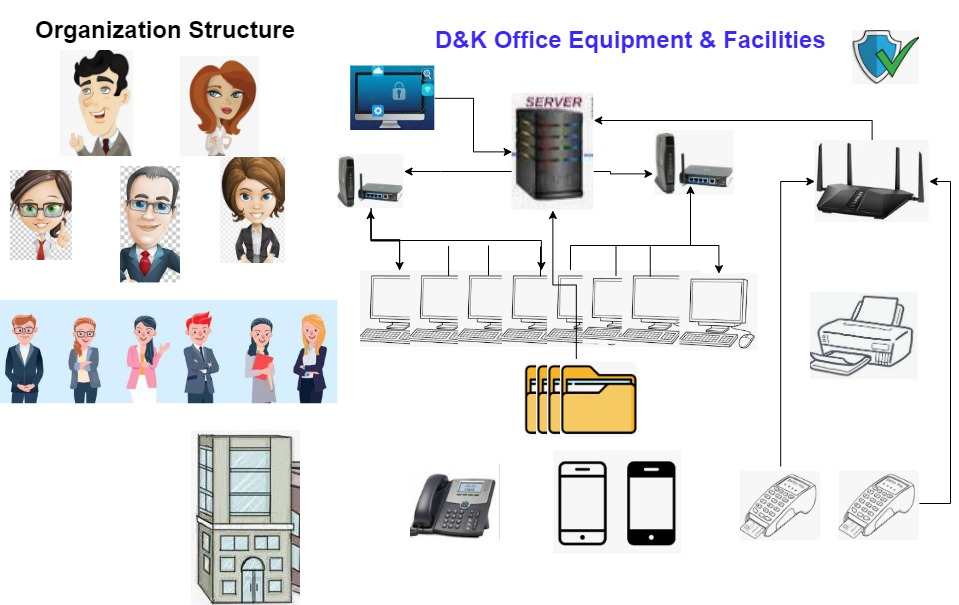 Organization Structure
D&K Office Equipment & Facilities
SERVER